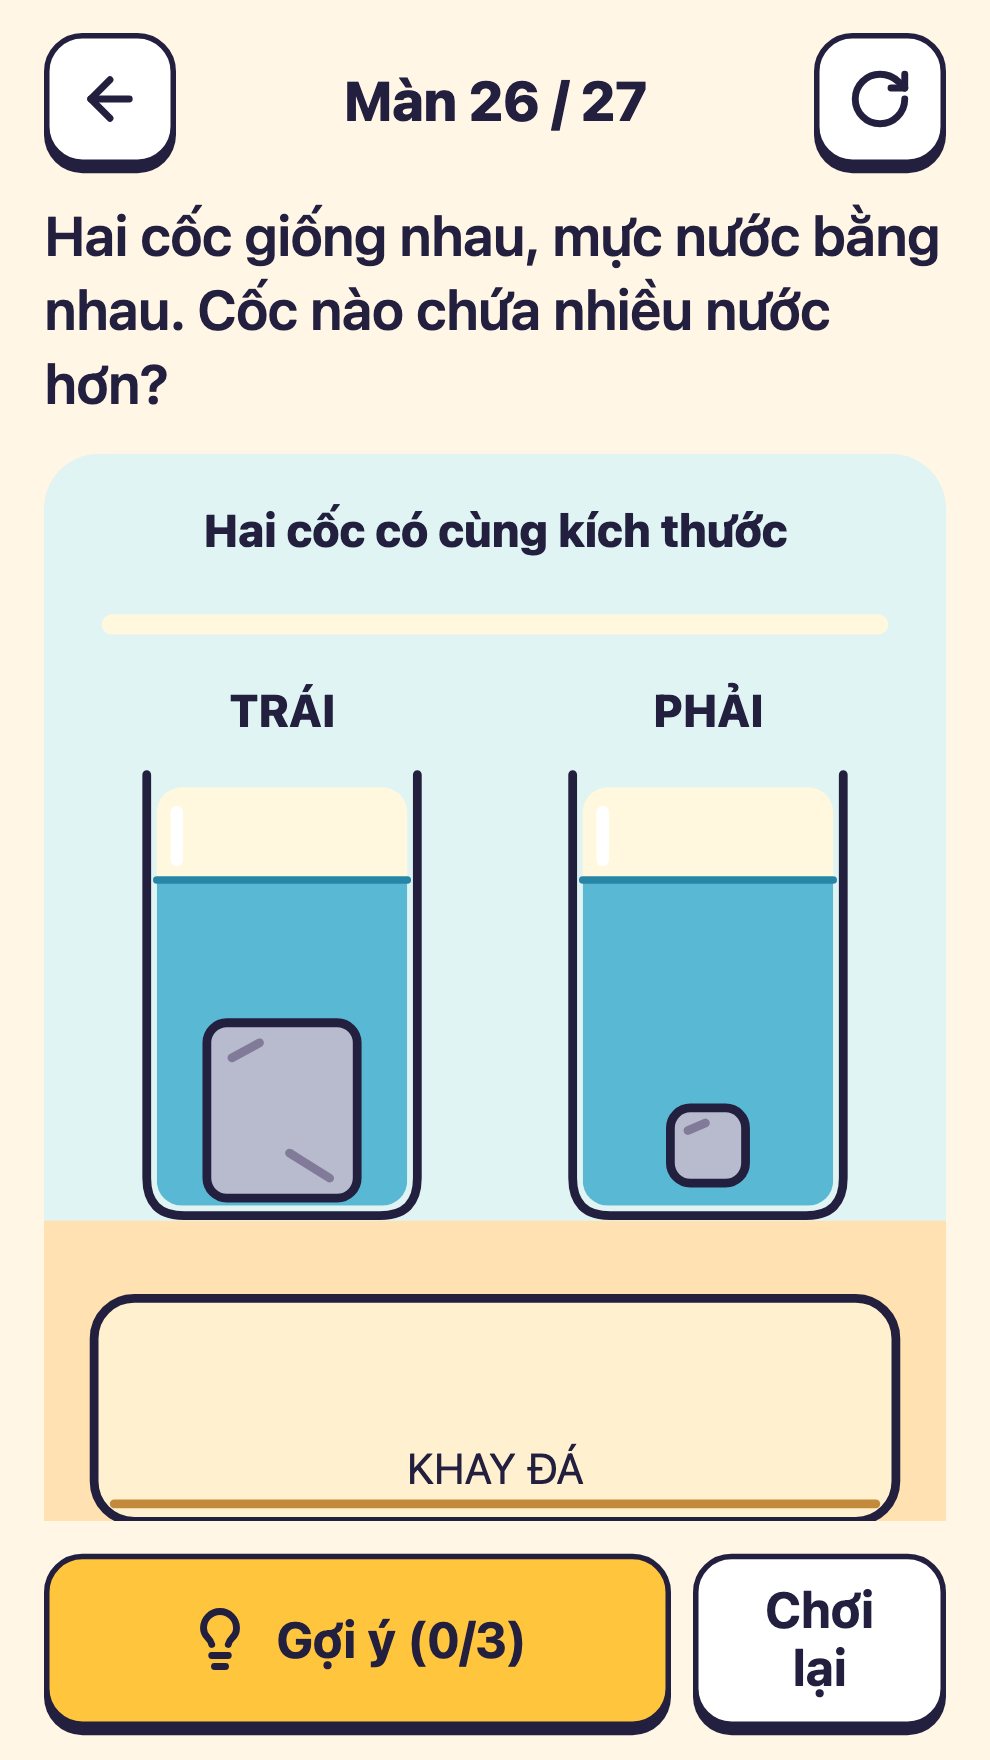 Màn 26 / 27
Hai cốc giống nhau, mực nước bằng
nhau. Cốc nào chứa nhiều nước
hơn?
Hai cốc có cùng kích thước
TRÁI
PHẢI
KHAY ĐÁ
Gợi ý (0/3)
Chơi
lại